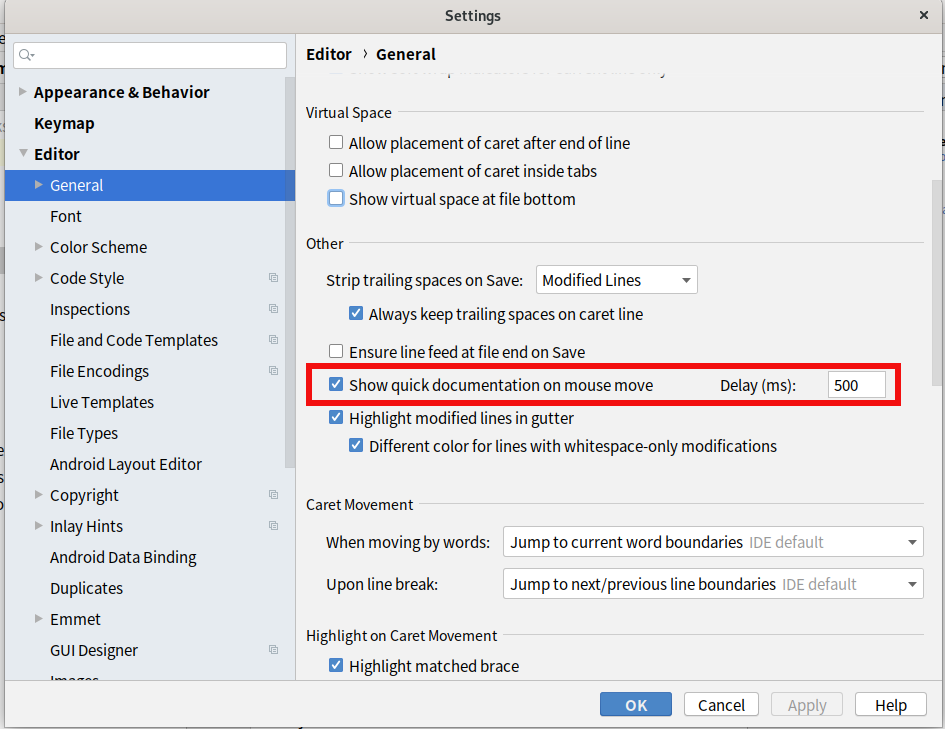 Settings
Appearance & Behavior
Keymap
Editor
General
Font
Color Scheme
Code Style
Inspections
File and Code Templates
File Encodings
Live Templates
File Types
Android Layout Editor
Copyright
Inlay Hints
Android Data Binding
Duplicates
Emmet
GUI Designer
Images
Editor › General
Virtual Space
Allow placement of caret after end of line
Allow placement of caret inside tabs
Show virtual space at file bottom
Other
Strip trailing spaces on Save: Modified Lines
Always keep trailing spaces on caret line
Ensure line feed at file end on Save
Show quick documentation on mouse move Delay (ms): 500
Highlight modified lines in gutter
Different color for lines with whitespace-only modifications
Caret Movement
When moving by words: Jump to current word boundaries IDE default
Upon line break: Jump to next/previous line boundaries IDE default
Highlight on Caret Movement
Highlight matched brace
OK Cancel Apply Help